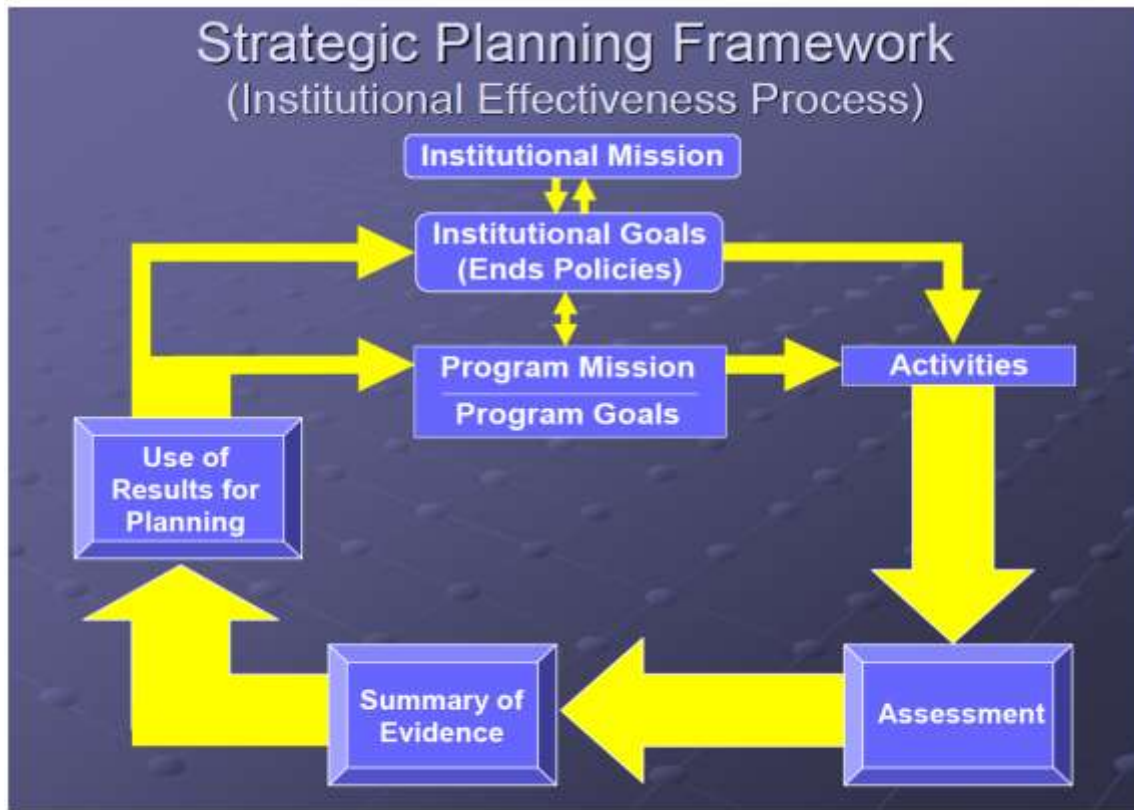 Strategic Planning Framework
(Institutional Effectiveness Process)
Institutional Mission
Institutional Goals
(Ends Policies)
Program Mission
Program Goals
Activities
Use of
Results for
Planning
Summary of
Evidence
Assessment